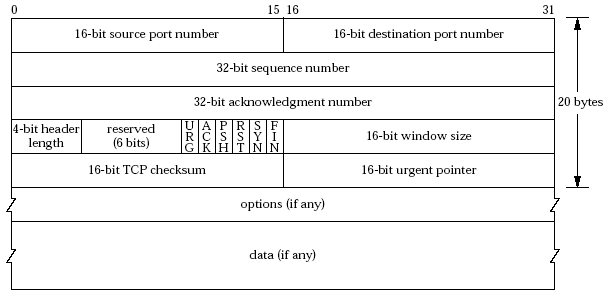 0 15 16 31
16-bit source port number 16-bit destination port number
32-bit sequence number
32-bit acknowledgment number
20 bytes
4-bit header
length
reserved
(6 bits)
URG
ACK
PSH
RST
SYN
FIN
16-bit window size
16-bit TCP checksum 16-bit urgent pointer
options (if any)
data (if any)